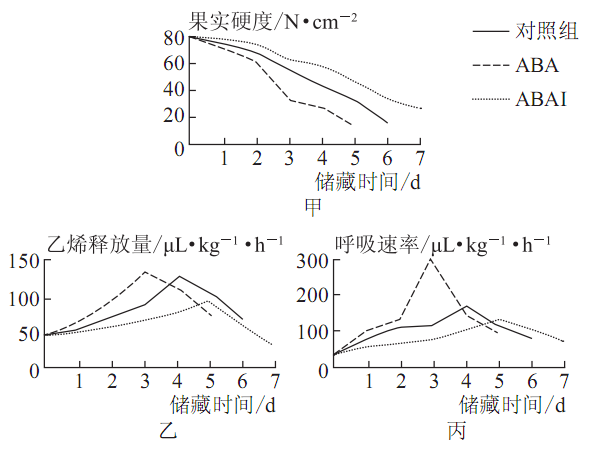 果实硬度/N·cm⁻²
80
60
40
20
0
1 2 3 4 5 6 7
储藏时间/d
甲
对照组
ABA
ABAI
乙烯释放量/μL·kg⁻¹·h⁻¹
150
100
50
0
1 2 3 4 5 6 7
储藏时间/d
乙
呼吸速率/μL·kg⁻¹·h⁻¹
300
200
100
0
1 2 3 4 5 6 7
储藏时间/d
丙